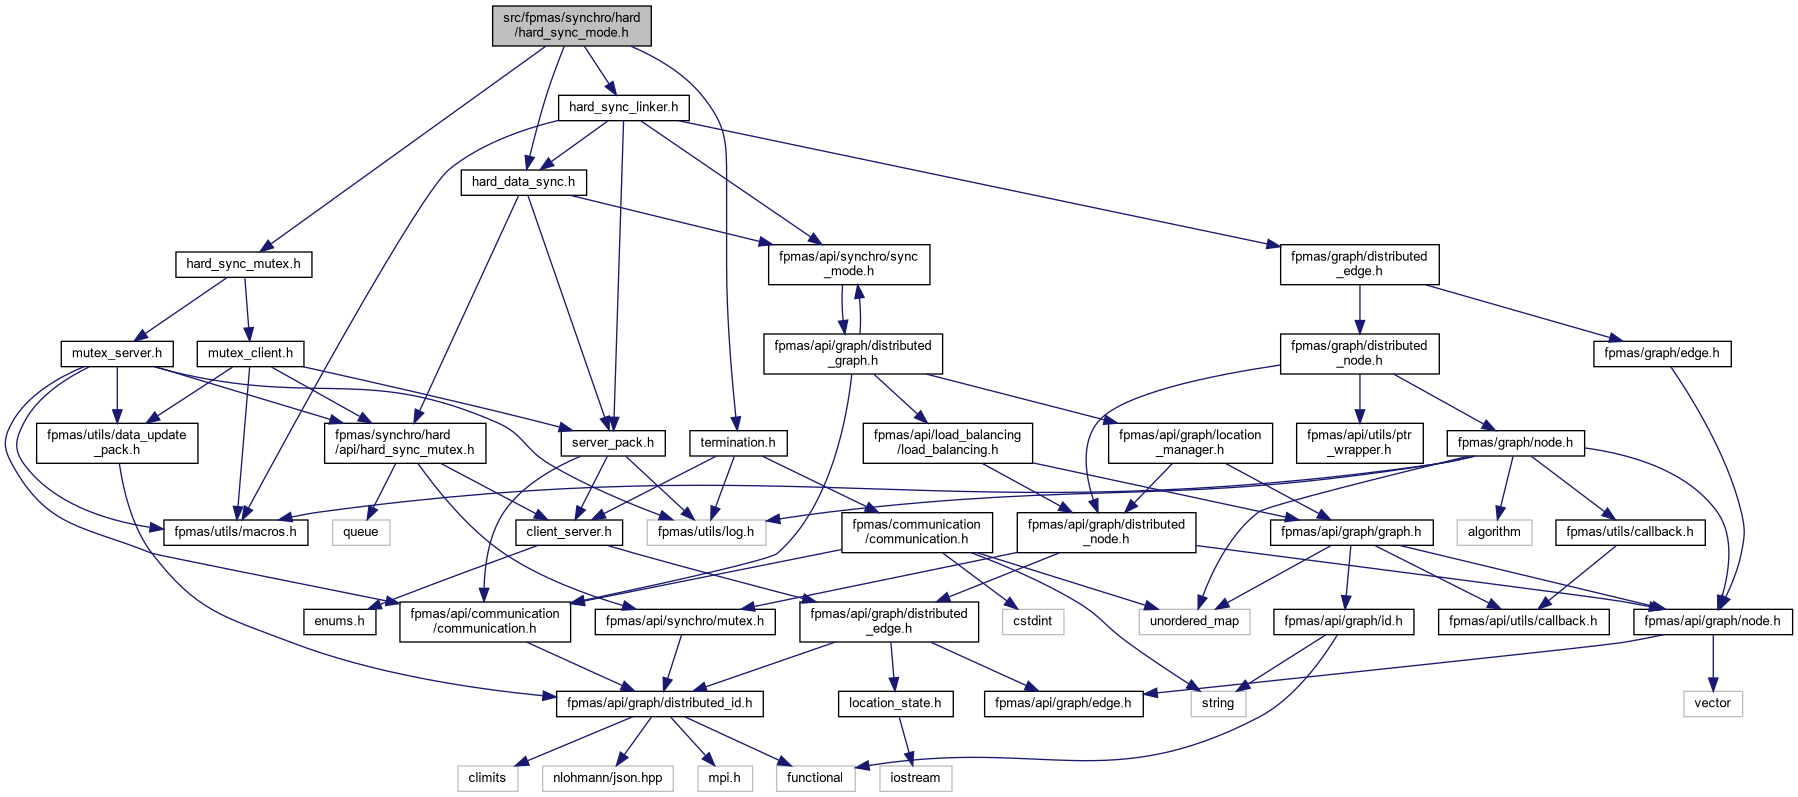 src/fpmas/synchro/hard
/hard_sync_mode.h
hard_sync_linker.h
hard_data_sync.h
hard_sync_mutex.h
fpmas/api/synchro/sync
_mode.h
fpmas/graph/distributed
_edge.h
mutex_server.h
mutex_client.h
fpmas/api/graph/distributed
_graph.h
fpmas/graph/distributed
_node.h
fpmas/graph/edge.h
fpmas/utils/data_update
_pack.h
fpmas/synchro/hard
/api/hard_sync_mutex.h
server_pack.h
termination.h
fpmas/api/load_balancing
/load_balancing.h
fpmas/api/graph/location
_manager.h
fpmas/api/utils/ptr
_wrapper.h
fpmas/graph/node.h
fpmas/utils/macros.h
queue
client_server.h
fpmas/utils/log.h
fpmas/communication
/communication.h
fpmas/api/graph/distributed
_node.h
fpmas/api/graph/graph.h
algorithm
fpmas/utils/callback.h
enums.h
fpmas/api/communication
/communication.h
fpmas/api/synchro/mutex.h
fpmas/api/graph/distributed
_edge.h
cstdint
unordered_map
fpmas/api/graph/id.h
fpmas/api/utils/callback.h
fpmas/api/graph/node.h
fpmas/api/graph/distributed_id.h
location_state.h
fpmas/api/graph/edge.h
string
vector
climits
nlohmann/json.hpp
mpi.h
functional
iostream